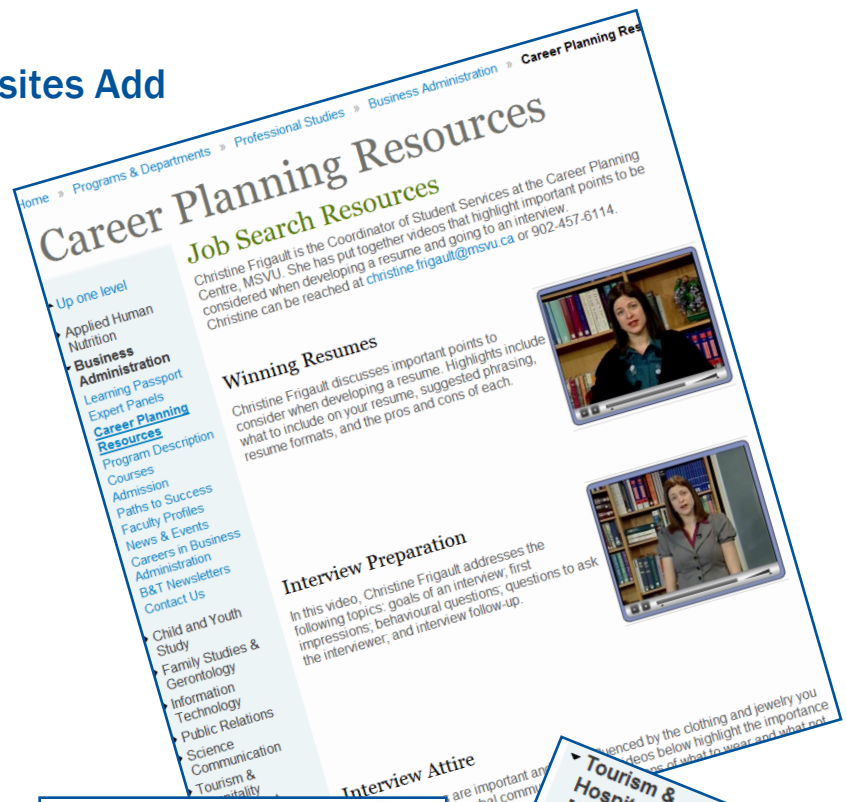 sites Add
Home » Programs & Departments » Professional Studies » Business Administration » Career Planning Res
Career Planning Resources
Job Search Resources
Christine Frigault is the Coordinator of Student Services at the Career Planning
Centre, MSVU. She has put together videos that highlight important points to be
considered when developing a resume and going to an interview.
Christine can be reached at christine.frigault@msvu.ca or 902-457-6114.
Up one level
Applied Human
Nutrition
Business
Administration
Learning Passport
Expert Panels
Career Planning
Resources
Program Description
Courses
Admission
Paths to Success
Faculty Profiles
News & Events
Careers in Business
Administration
B&T Newsletters
Contact Us
Child and Youth
Study
Family Studies &
Gerontology
Information
Technology
Public Relations
Science
Communication
Tourism &
Winning Resumes
Christine Frigault discusses important points to
consider when developing a resume. Highlights include
what to include on your resume, suggested phrasing,
resume formats, and the pros and cons of each.
Interview Preparation
In this video, Christine Frigault addresses the
following topics: goals of an interview; first
impressions; behavioural questions; questions to ask
the interviewer; and interview follow-up.
Interview Attire
are important and
uenced by the clothing and jewelry you
deos below highlight the importance
of what to wear and what not
Tourism &